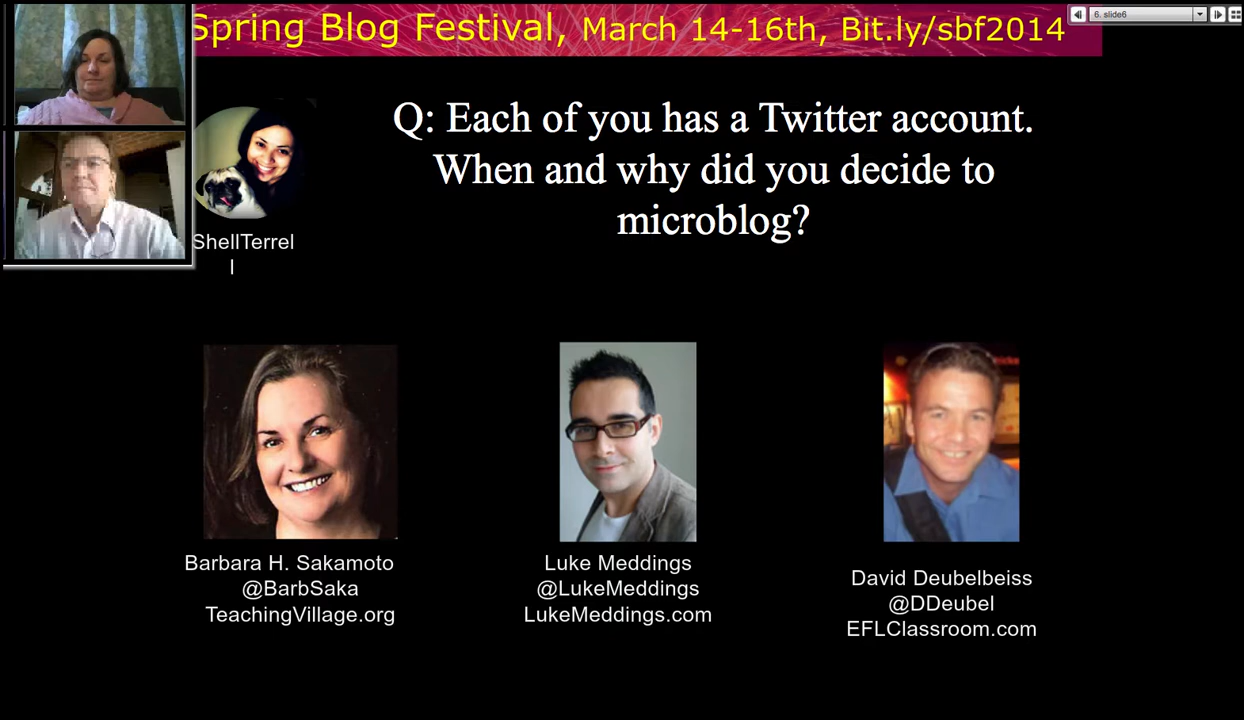 Spring Blog Festival, March 14-16th, Bit.ly/sbf2014
6. slide6
Q: Each of you has a Twitter account.
When and why did you decide to
microblog?
ShellTerrel
l
Barbara H. Sakamoto
@BarbSaka
TeachingVillage.org
Luke Meddings
@LukeMeddings
LukeMeddings.com
David Deubelbeiss
@DDeubel
EFLClassroom.com